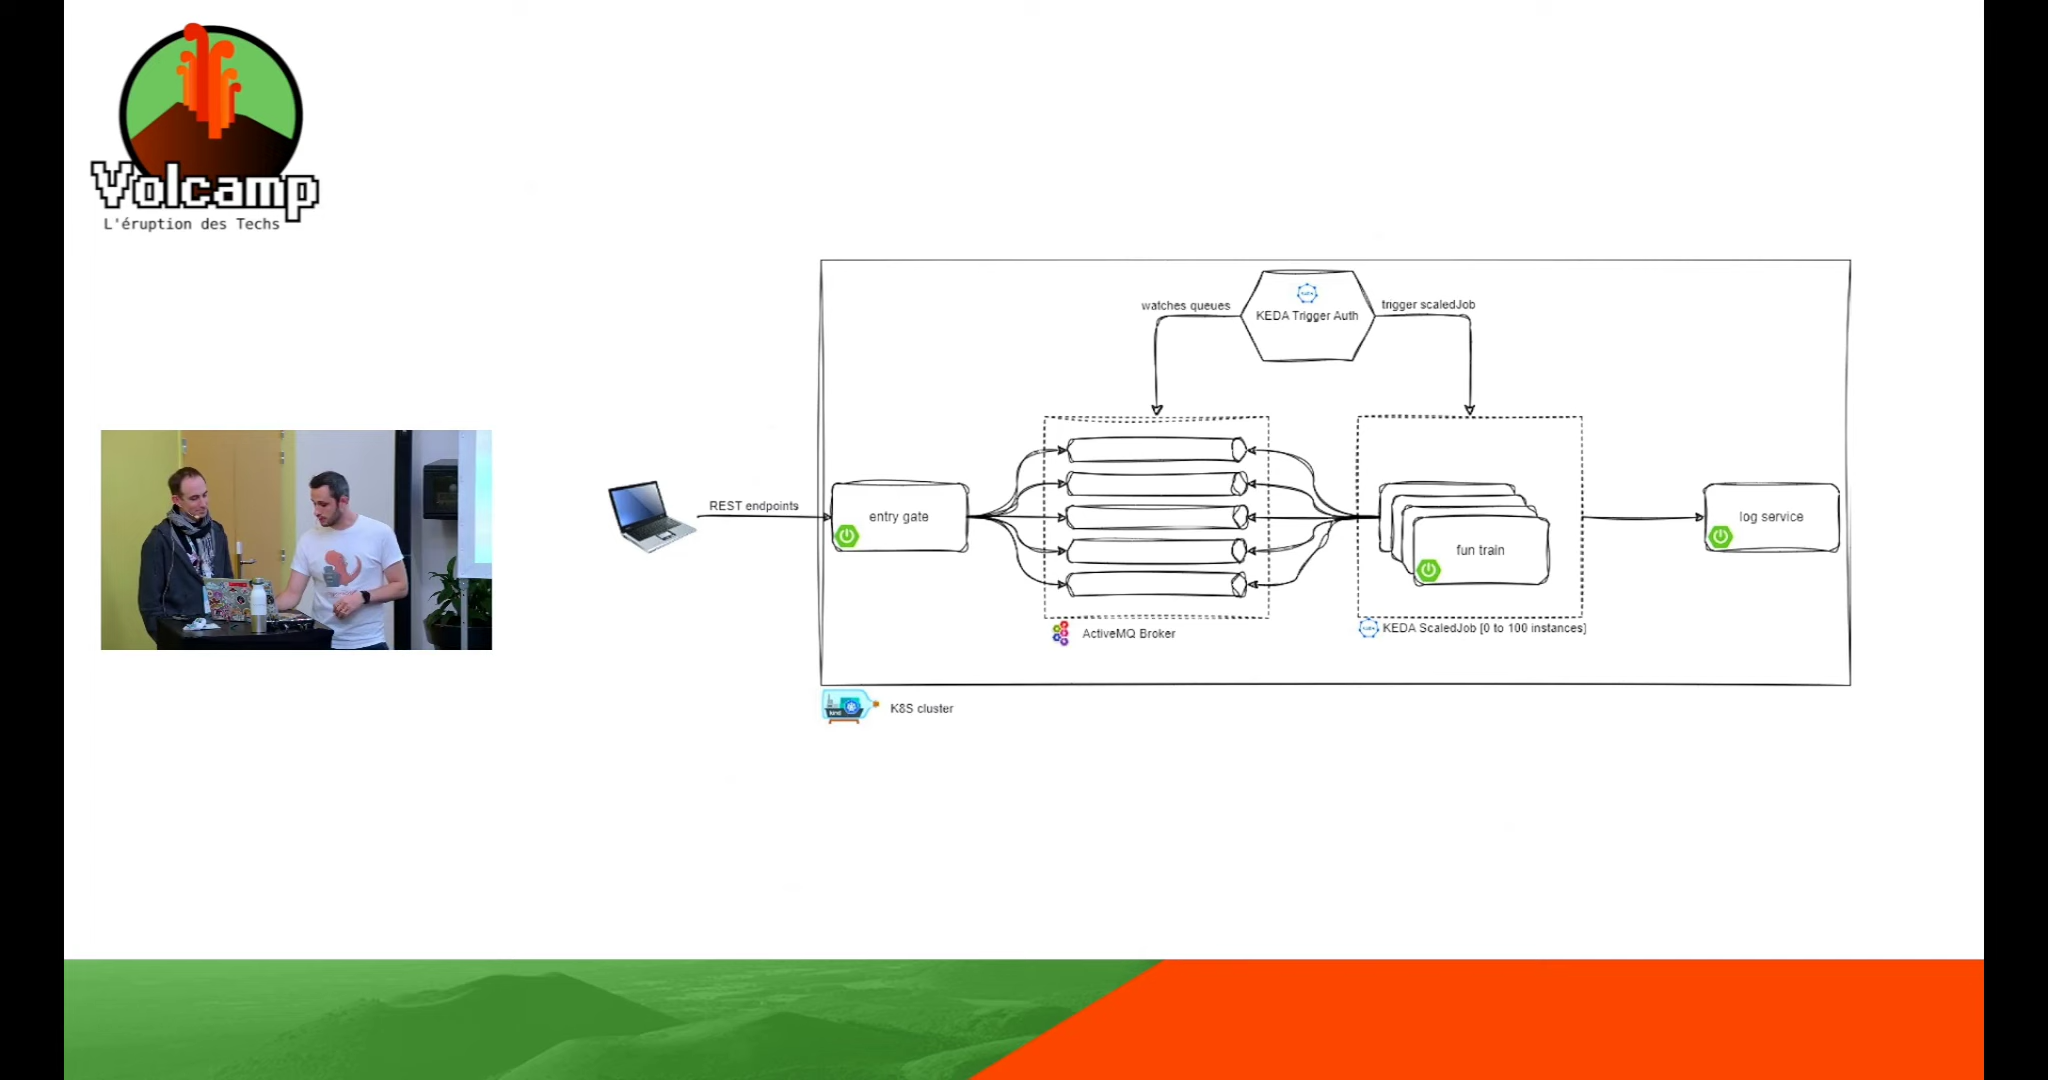 Volcamp
L'éruption des Techs
watches queues
KEDA Trigger Auth
trigger scaledJob
REST endpoints
entry gate
fun train
log service
ActiveMQ Broker
KEDA ScaledJob [0 to 100 instances]
kind
K8S cluster